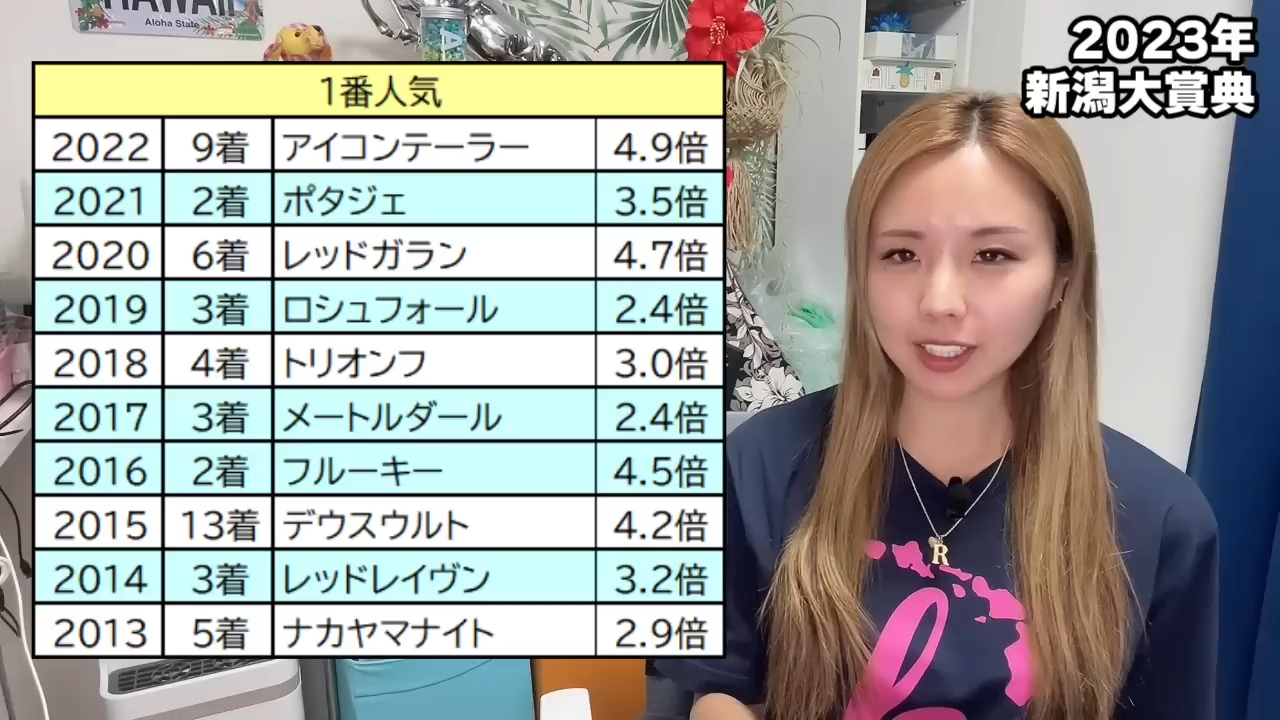 HAWAII
Aloha State
2023年
新潟大賞典
1番人気
2022 9着 アイコンテーラー 4.9倍
2021 2着 ポタジェ 3.5倍
2020 6着 レッドガラン 4.7倍
2019 3着 ロシュフォール 2.4倍
2018 4着 トリオンフ 3.0倍
2017 3着 メートルダール 2.4倍
2016 2着 フルーキー 4.5倍
2015 13着 デウスウルト 4.2倍
2014 3着 レッドレイヴン 3.2倍
2013 5着 ナカヤマナイト 2.9倍
R